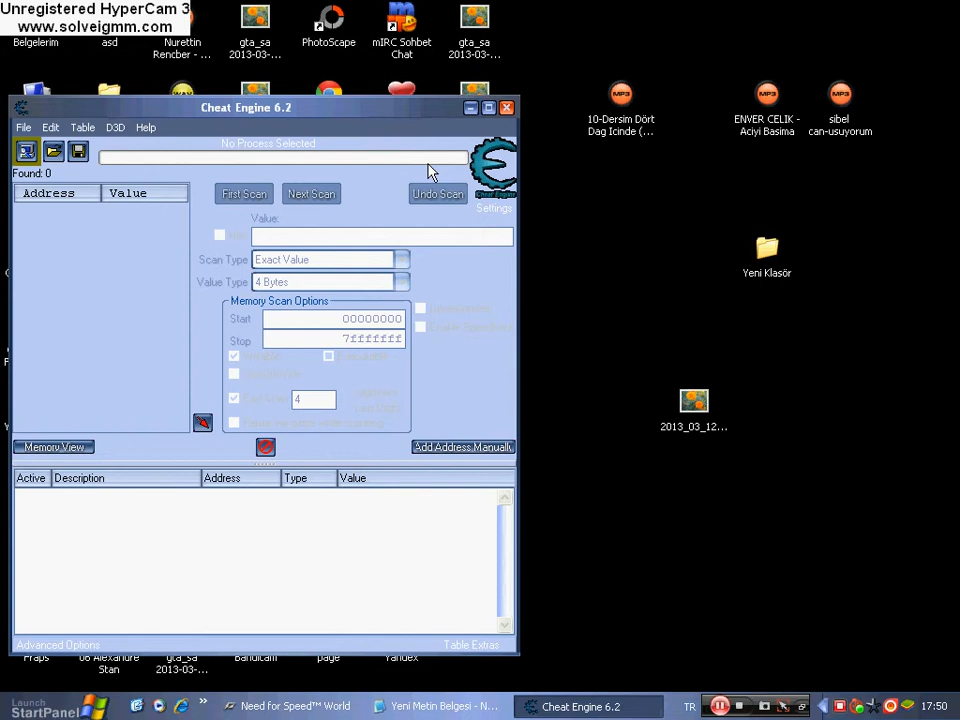 Unregistered HyperCam 3
www.solveigmm.com
Belgelerim
asd
Nurettin
Rencber - ...
gta_sa
2013-03-...
PhotoScape
mIRC Sohbet
Chat
gta_sa
2013-03-...
Cheat Engine 6.2
File Edit Table D3D Help
No Process Selected
Found: 0
Address Value
First Scan Next Scan Undo Scan
Settings
Value:
Scan Type Exact Value
Value Type 4 Bytes
Memory Scan Options
Start 00000000
Stop 7fffffff
4
Memory View
Add Address Manually
Active Description Address Type Value
Advanced Options
Table Extras
MP3
10-Dersim Dört
Dag Icinde (...
MP3
ENVER CELIK -
Aciyi Basima
MP3
sibel
can-usuyorum
Yeni Klasör
2013_03_12...
Fraps
06 Alexandre
Stan
gta_sa
2013-03-...
Bandicam
page
Yandex
Launch
StartPanel
Need for Speed™ World
Yeni Metin Belgesi - N...
Cheat Engine 6.2
TR
17:50